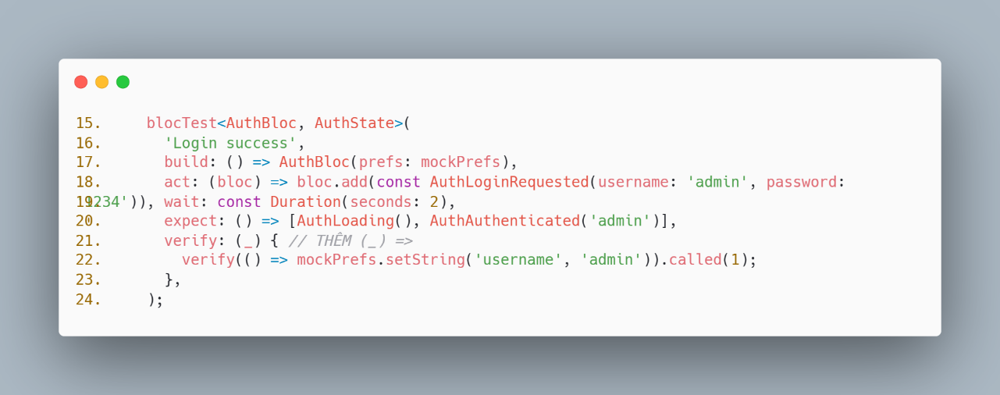 15. blocTest<AuthBloc, AuthState>(
16. 'Login success',
17. build: () => AuthBloc(prefs: mockPrefs),
18. act: (bloc) => bloc.add(const AuthLoginRequested(username: 'admin', password:
19. 234')), wait: const Duration(seconds: 2),
20. expect: () => [AuthLoading(), AuthAuthenticated('admin')],
21. verify: (_) { // THÊM (_) =>
22. verify(() => mockPrefs.setString('username', 'admin')).called(1);
23. },
24. );